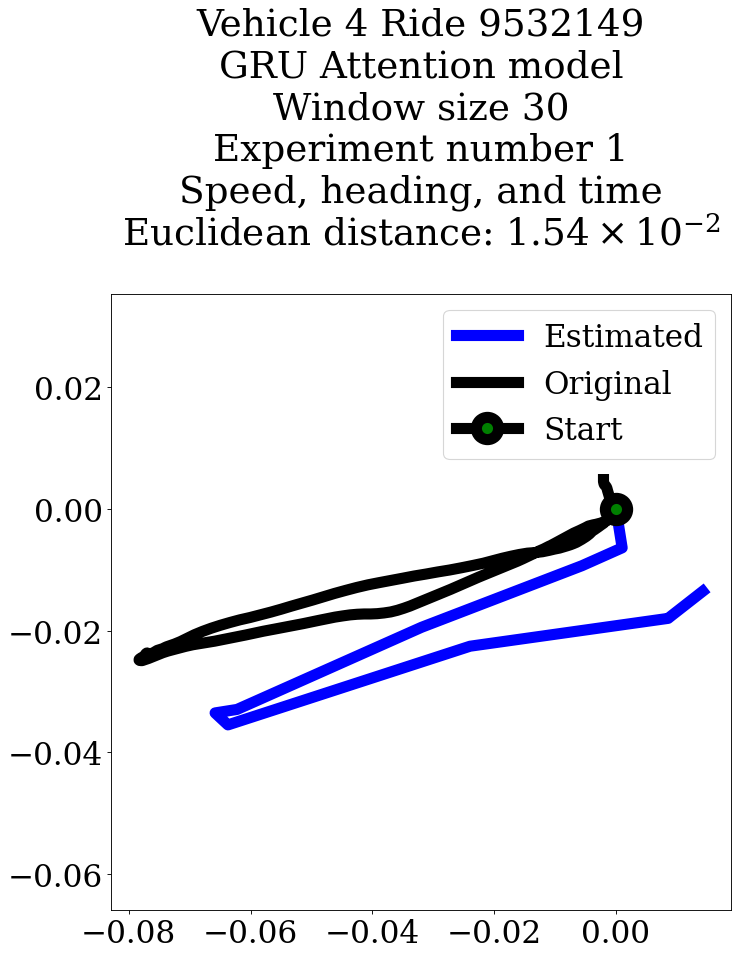 Vehicle 4 Ride 9532149
GRU Attention model
Window size 30
Experiment number 1
Speed, heading, and time
Euclidean distance: 1.54 × 10⁻²
Estimated
Original
Start
0.02
0.00
−0.02
−0.04
−0.06
−0.08 −0.06 −0.04 −0.02 0.00